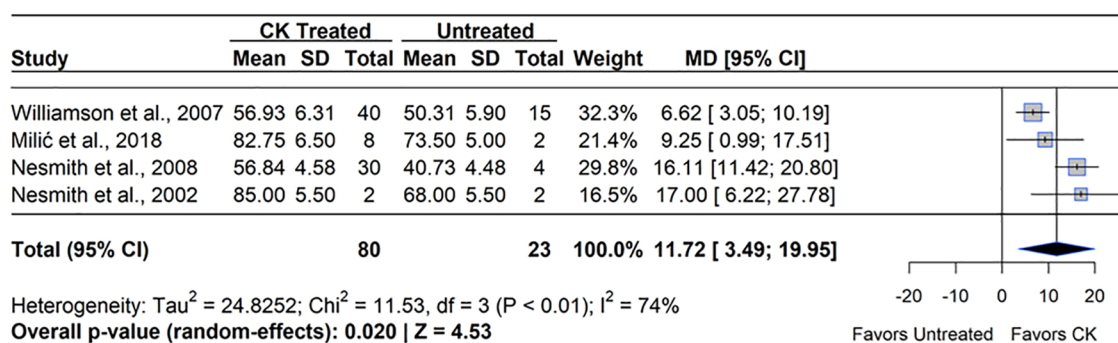 CK Treated Untreated
Study Mean SD Total Mean SD Total Weight MD [95% CI]
Williamson et al., 2007 56.93 6.31 40 50.31 5.90 15 32.3% 6.62 [ 3.05; 10.19]
Milić et al., 2018 82.75 6.50 8 73.50 5.00 2 21.4% 9.25 [ 0.99; 17.51]
Nesmith et al., 2008 56.84 4.58 30 40.73 4.48 4 29.8% 16.11 [11.42; 20.80]
Nesmith et al., 2002 85.00 5.50 2 68.00 5.50 2 16.5% 17.00 [ 6.22; 27.78]
Total (95% CI) 80 23 100.0% 11.72 [ 3.49; 19.95]
-20 -10 0 10 20
Heterogeneity: Tau² = 24.8252; Chi² = 11.53, df = 3 (P < 0.01); I² = 74%
Overall p-value (random-effects): 0.020 | Z = 4.53
Favors Untreated Favors CK